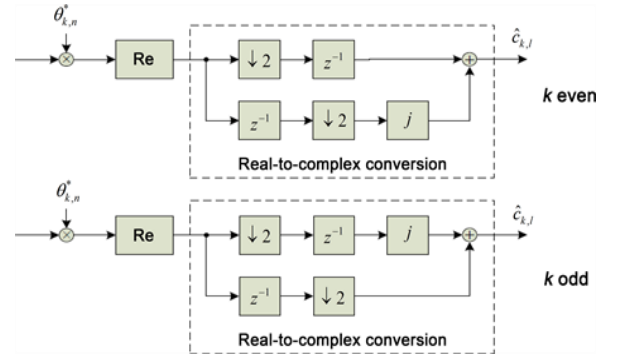 θ*k,n
Re
↓ 2
z⁻¹
ĉk,l
k even
z⁻¹
↓ 2
j
Real-to-complex conversion
θ*k,n
Re
↓ 2
z⁻¹
j
ĉk,l
k odd
z⁻¹
↓ 2
Real-to-complex conversion